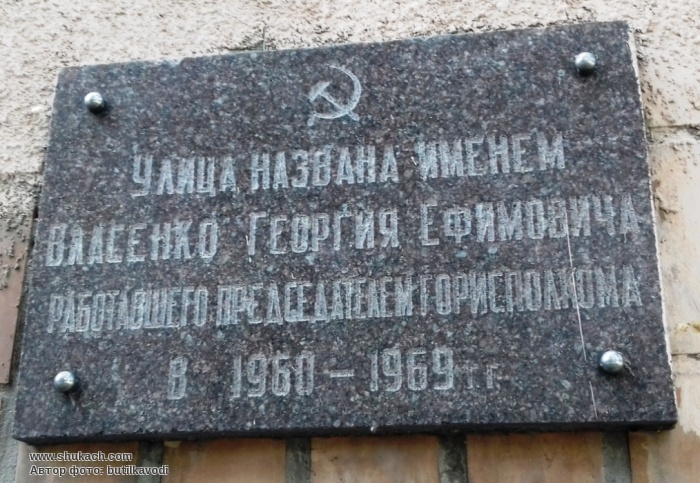 УЛИЦА НАЗВАНА ИМЕНЕМ
ВЛАСЕНКО ГЕОРГИЯ ЕФИМОВИЧА
РАБОТАВШЕГО ПРЕДСЕДАТЕЛЕМ ГОРИСПОЛКОМА
В 1960 – 1969 г г
www.shukach.com
Автор фото: butilkavodi